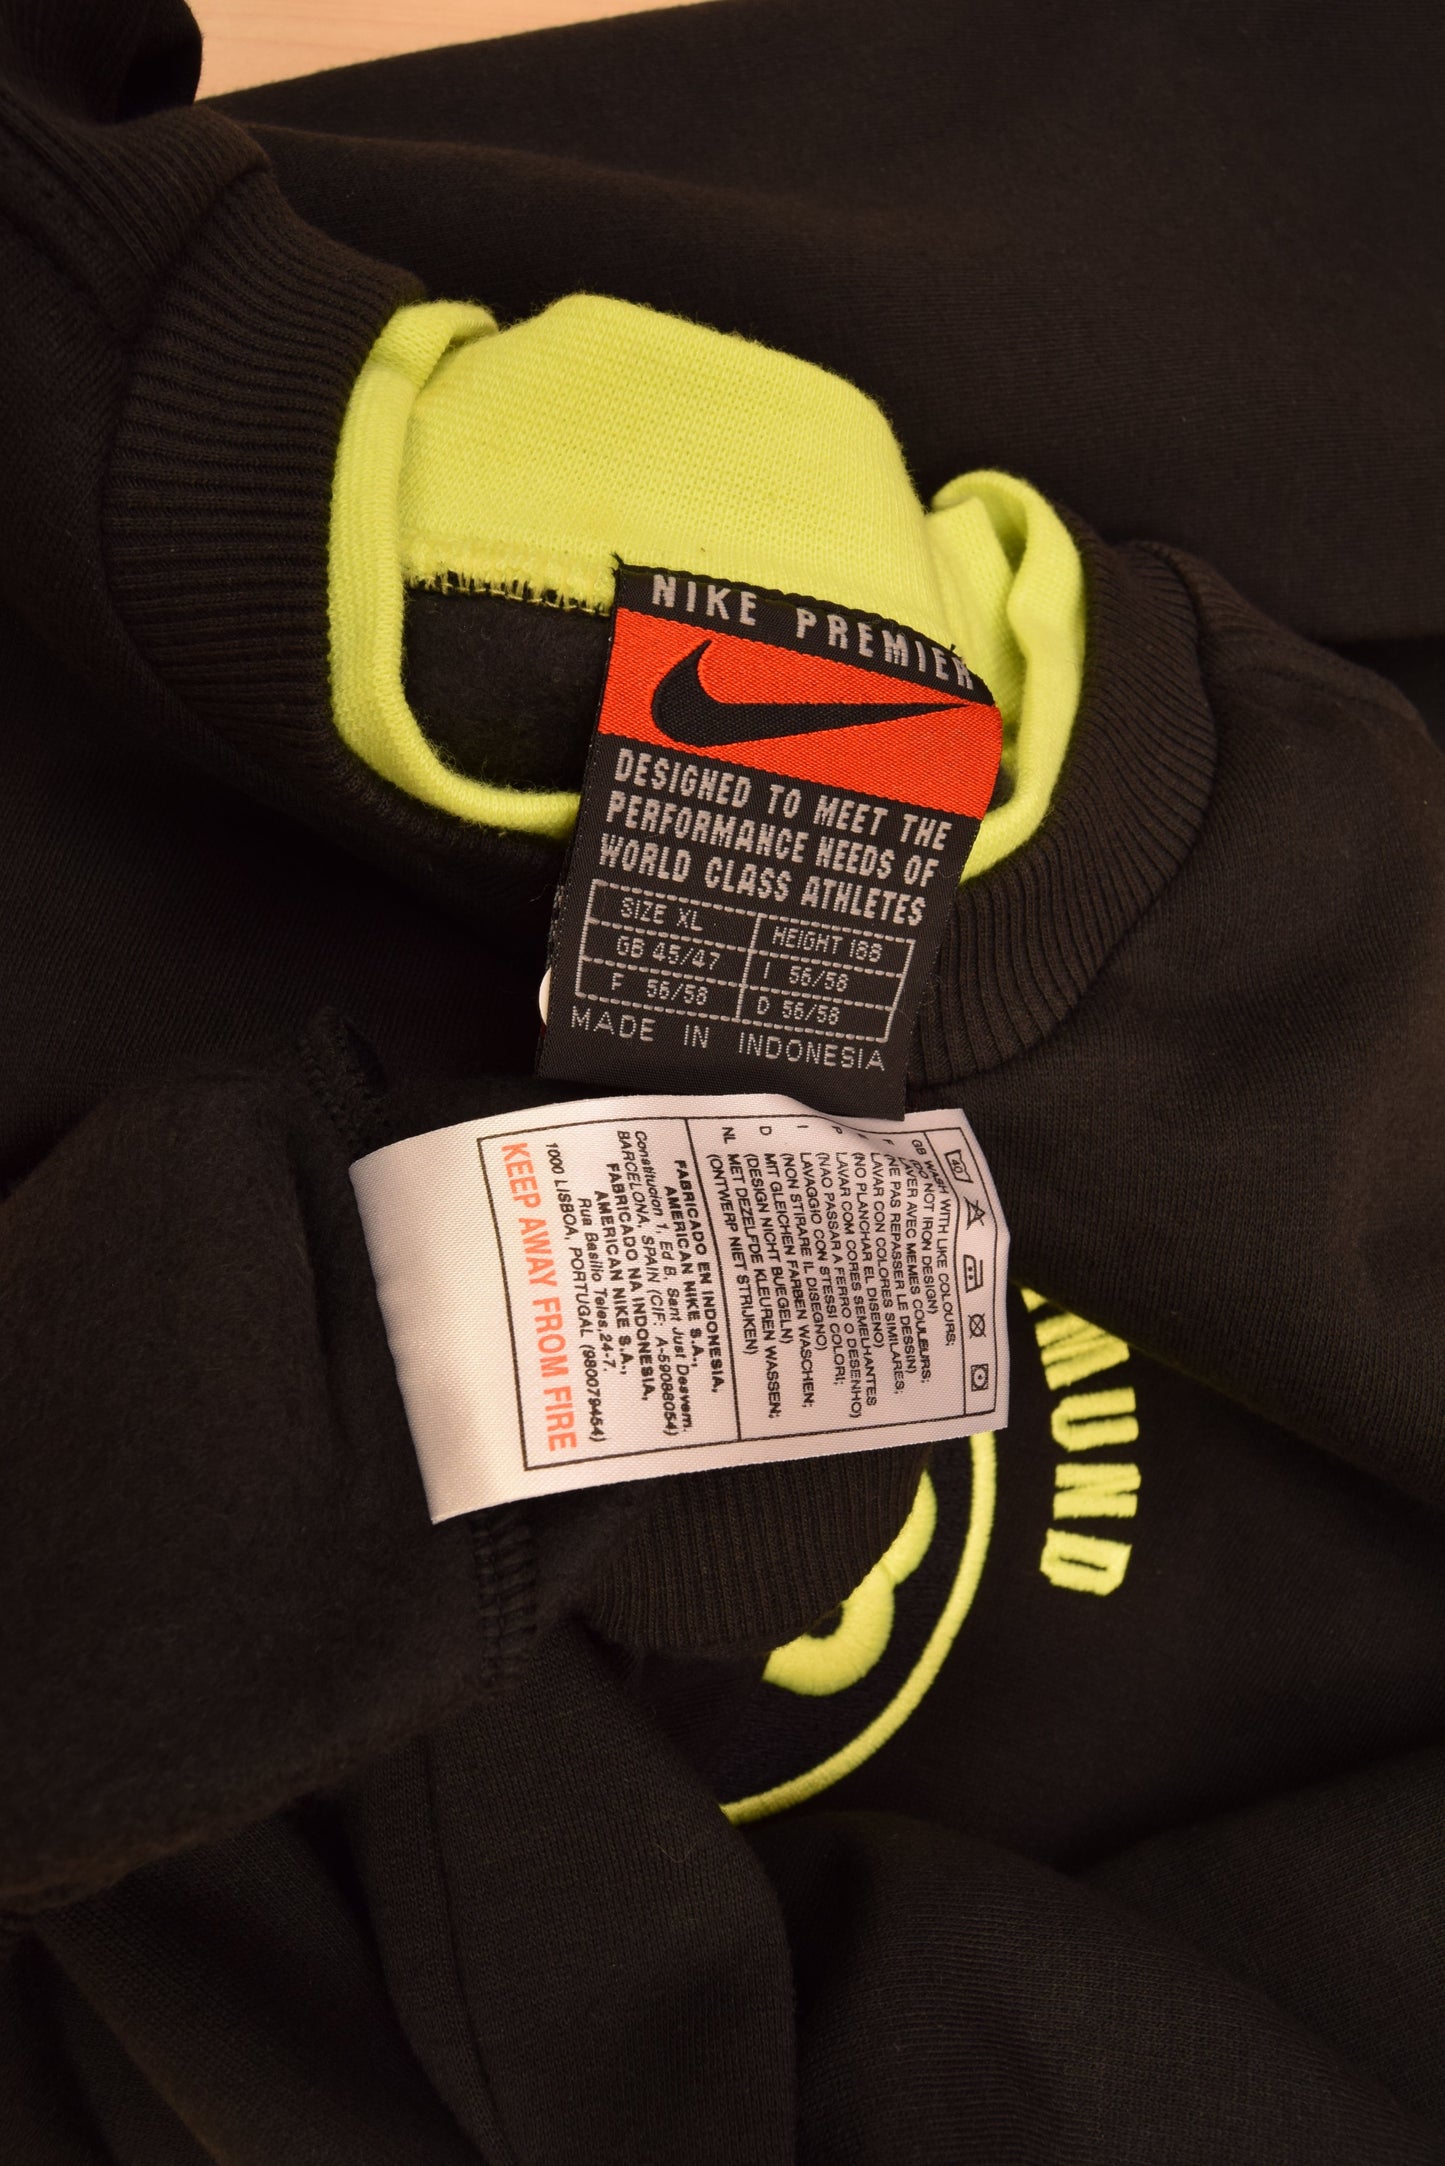 NIKE PREMIER
DESIGNED TO MEET THE
PERFORMANCE NEEDS OF
WORLD CLASS ATHLETES
SIZE XL HEIGHT 188
GB 45/47 I 56/58
F 56/58 D 56/58
MADE IN INDONESIA
40
GB WASH WITH LIKE COLOURS;
(DO NOT IRON DESIGN)
F LAVER AVEC MEMES COULEURS;
(NE PAS REPASSER LE DESSIN)
LAVAR CON COLORES SIMILARES;
(NO PLANCHAR EL DISENO)
P LAVAR COM CORES SEMELHANTES
(NAO PASSAR A FERRO O DESENHO)
I LAVAGGIO CON STESSI COLORI;
(NON STIRARE IL DISEGNO)
D MIT GLEICHEN FARBEN WASCHEN;
(DESIGN NICHT BUEGELN)
NL MET DEZELFDE KLEUREN WASSEN;
(ONTWERP NIET STRIJKEN)
FABRICADO EN INDONESIA,
AMERICAN NIKE S.A.,
Constitucion 1, Ed B, Sant Just Desvern.
BARCELONA, SPAIN (CIF: A-59088054)
FABRICADO NA INDONESIA,
AMERICAN NIKE S.A.,
Rua Basilio Teles,24-7.
1000 LISBOA, PORTUGAL (980079454)
KEEP AWAY FROM FIRE
MUND